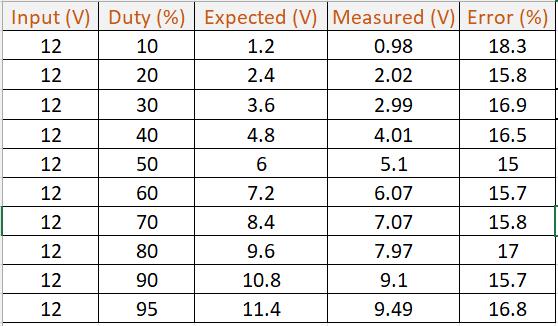 Input (V) Duty (%) Expected (V) Measured (V) Error (%)
12 10 1.2 0.98 18.3
12 20 2.4 2.02 15.8
12 30 3.6 2.99 16.9
12 40 4.8 4.01 16.5
12 50 6 5.1 15
12 60 7.2 6.07 15.7
12 70 8.4 7.07 15.8
12 80 9.6 7.97 17
12 90 10.8 9.1 15.7
12 95 11.4 9.49 16.8